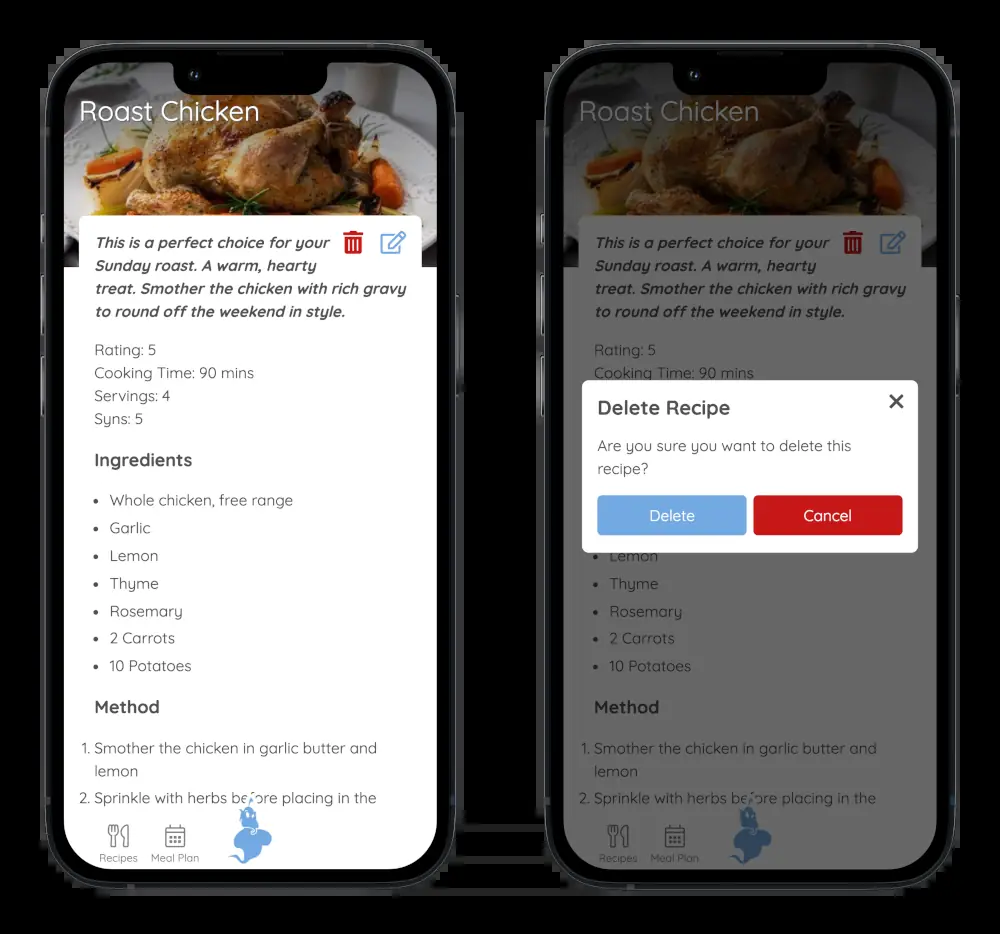 Roast Chicken
This is a perfect choice for your
Sunday roast. A warm, hearty
treat. Smother the chicken with rich gravy
to round off the weekend in style.
Rating: 5
Cooking Time: 90 mins
Servings: 4
Syns: 5
Ingredients
• Whole chicken, free range
• Garlic
• Lemon
• Thyme
• Rosemary
• 2 Carrots
• 10 Potatoes
Method
1. Smother the chicken in garlic butter and
lemon
2. Sprinkle with herbs before placing in the
Recipes Meal Plan
Roast Chicken
This is a perfect choice for your
Sunday roast. A warm, hearty
treat. Smother the chicken with rich gravy
to round off the weekend in style.
Rating: 5
Cooking Time: 90 mins
Delete Recipe
Are you sure you want to delete this
recipe?
Delete Cancel
• Lemon
• Thyme
• Rosemary
• 2 Carrots
• 10 Potatoes
Method
1. Smother the chicken in garlic butter and
lemon
2. Sprinkle with herbs before placing in the
Recipes Meal Plan